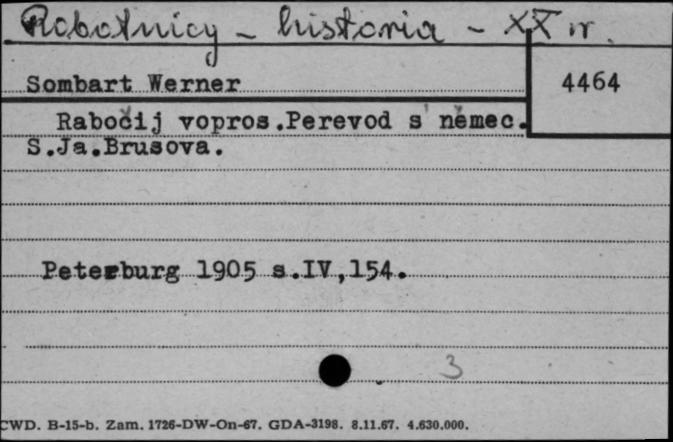 Robotnicy - historia - XX w.
Sombart Werner
4464
Rabočij vopros.Perevod s němec.
S.Ja.Brusova.
Peterburg 1905 s.IV,154.
3
CWD. B-15-b. Zam. 1726-DW-On-67. GDA-3198. 8.11.67. 4.630.000.